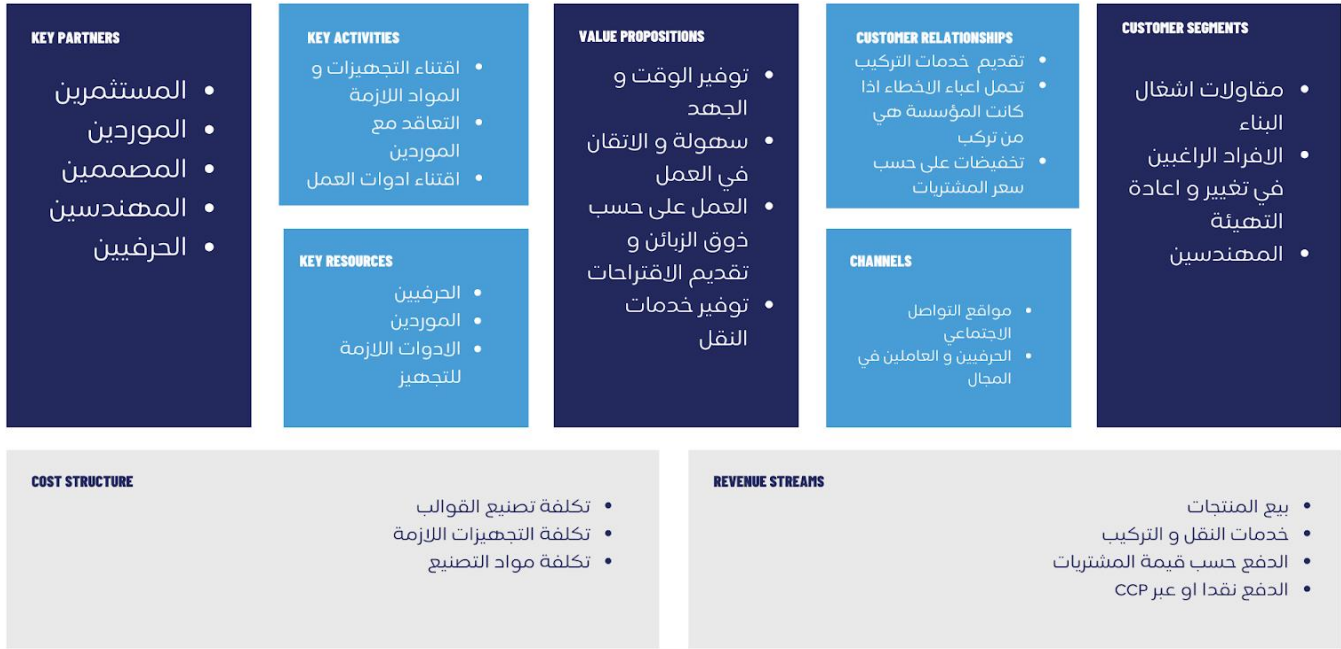 KEY PARTNERS
• المستثمرين
• الموردين
• المصممين
• المهندسين
• الحرفيين
KEY ACTIVITIES
• اقتناء التجهيزات و
المواد اللازمة
• التعاقد مع
الموردين
• اقتناء ادوات العمل
KEY RESOURCES
• الحرفيين
• الموردين
• الادوات اللازمة
للتجهيز
VALUE PROPOSITIONS
• توفير الوقت و
الجهد
• سهولة و الاتقان
في العمل
• العمل على حسب
ذوق الزبائن و
تقديم الاقتراحات
• توفير خدمات
النقل
CUSTOMER RELATIONSHIPS
• تقديم خدمات التركيب
• تحمل اعباء الاخطاء اذا
كانت المؤسسة هي
من تركب
• تخفيضات على حسب
سعر المشتريات
CHANNELS
• مواقع التواصل
الاجتماعي
• الحرفيين و العاملين في
المجال
CUSTOMER SEGMENTS
• مقاولات اشغال
البناء
• الافراد الراغبين
في تغيير و اعادة
التهيئة
• المهندسين
COST STRUCTURE
• تكلفة تصنيع القوالب
• تكلفة التجهيزات اللازمة
• تكلفة مواد التصنيع
REVENUE STREAMS
• بيع المنتجات
• خدمات النقل و التركيب
• الدفع حسب قيمة المشتريات
• الدفع نقدا او عبر CCP